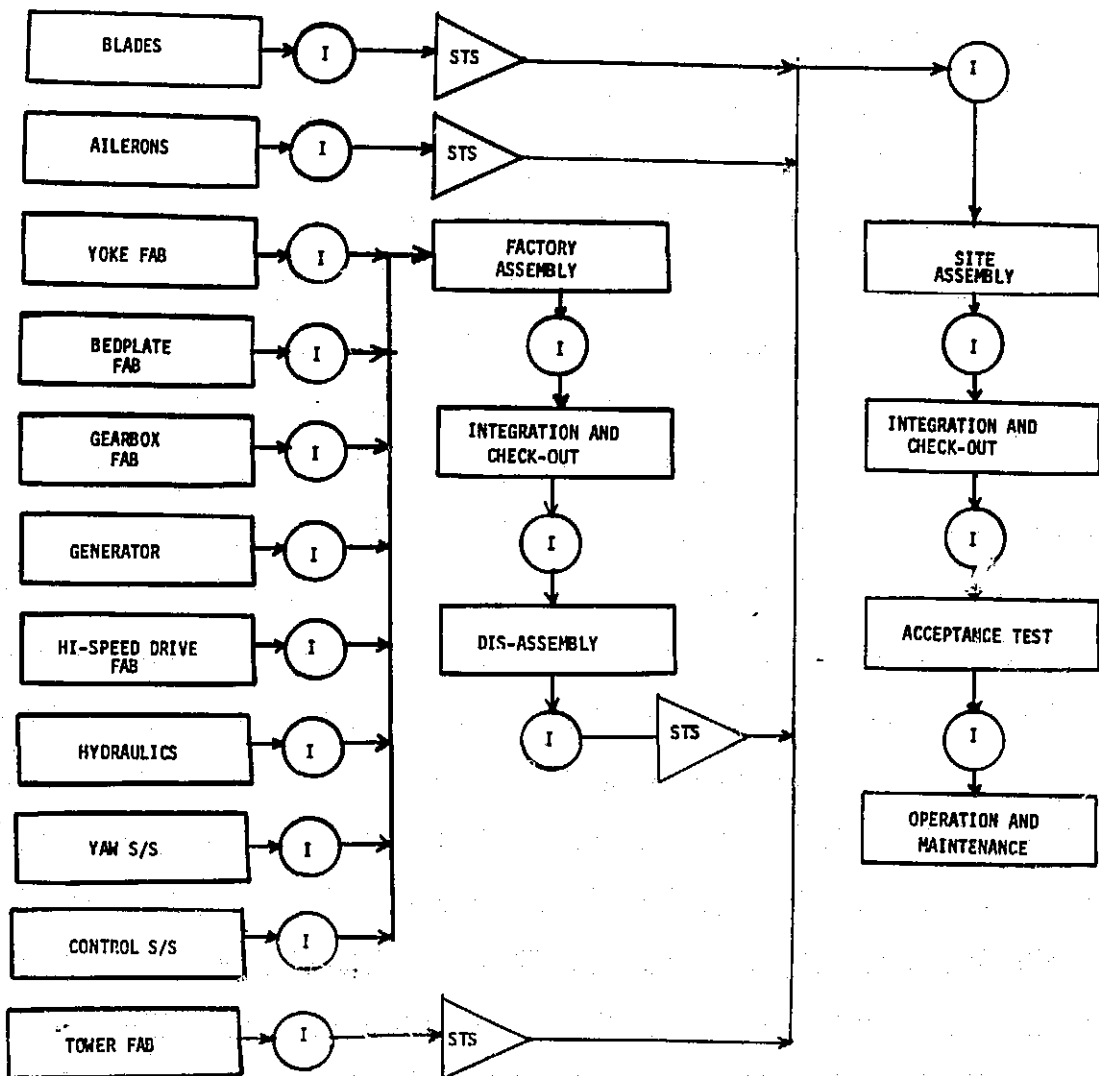 BLADES
I
STS
I
AILERONS
I
STS
YOKE FAB
I
FACTORY
ASSEMBLY
SITE
ASSEMBLY
BEDPLATE
FAB
I
I
I
GEARBOX
FAB
I
INTEGRATION AND
CHECK-OUT
INTEGRATION AND
CHECK-OUT
GENERATOR
I
I
I
HI-SPEED DRIVE
FAB
I
DIS-ASSEMBLY
ACCEPTANCE TEST
HYDRAULICS
I
I
STS
I
YAW S/S
I
OPERATION AND
MAINTENANCE
CONTROL S/S
I
TOWER FAB
I
STS